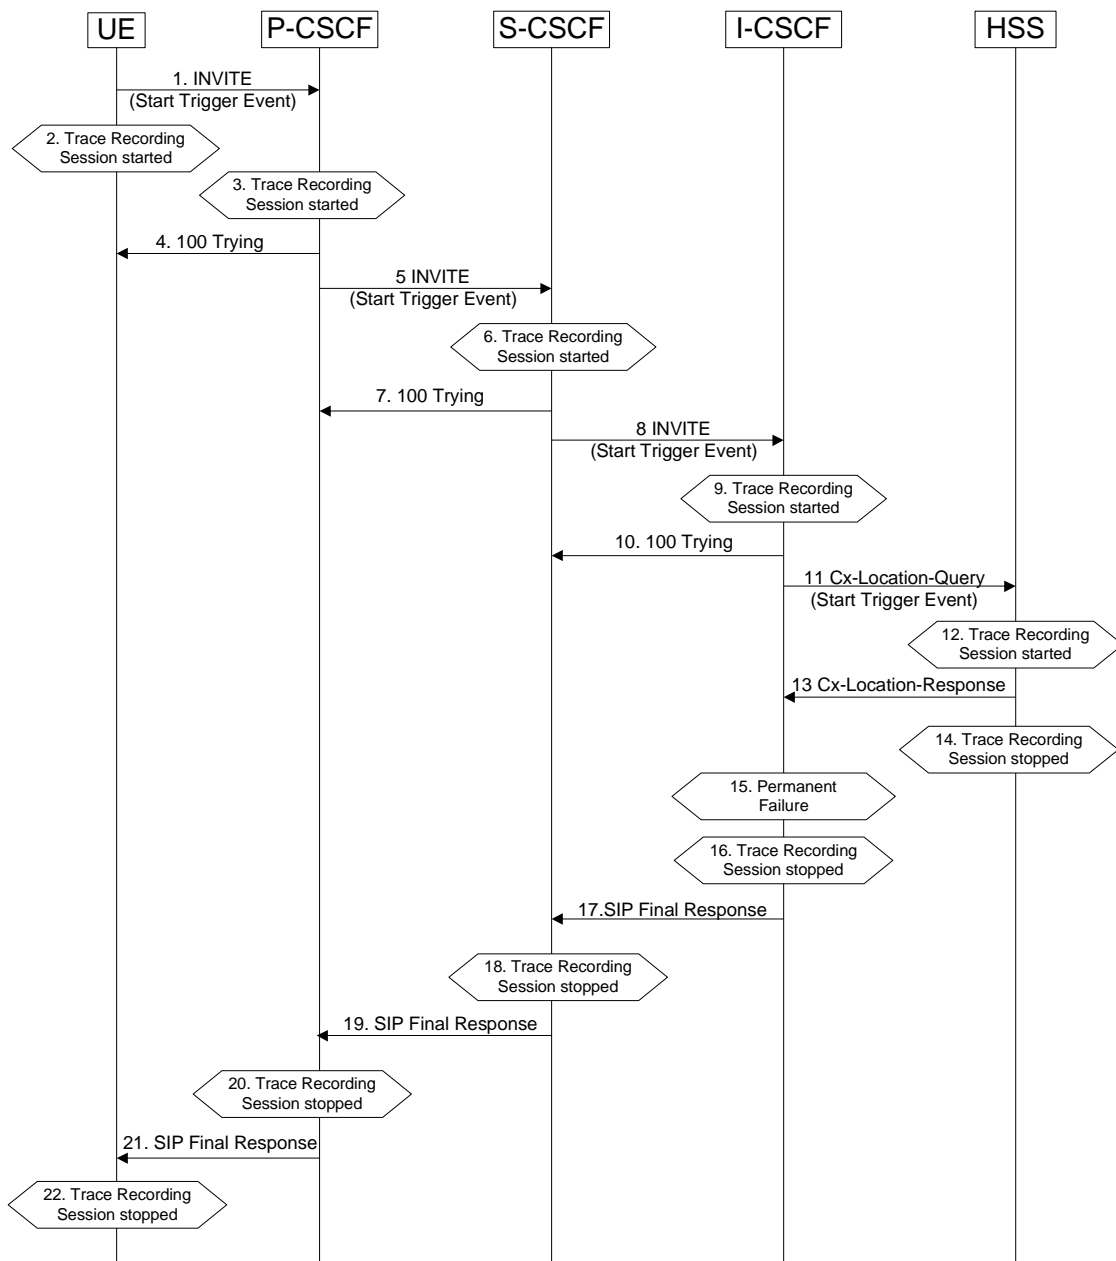 UE
P-CSCF
S-CSCF
I-CSCF
HSS
1. INVITE
(Start Trigger Event)
2. Trace Recording
Session started
3. Trace Recording
Session started
4. 100 Trying
5 INVITE
(Start Trigger Event)
6. Trace Recording
Session started
7. 100 Trying
8 INVITE
(Start Trigger Event)
9. Trace Recording
Session started
10. 100 Trying
11 Cx-Location-Query
(Start Trigger Event)
12. Trace Recording
Session started
13 Cx-Location-Response
14. Trace Recording
Session stopped
15. Permanent
Failure
16. Trace Recording
Session stopped
17.SIP Final Response
18. Trace Recording
Session stopped
19. SIP Final Response
20. Trace Recording
Session stopped
21. SIP Final Response
22. Trace Recording
Session stopped